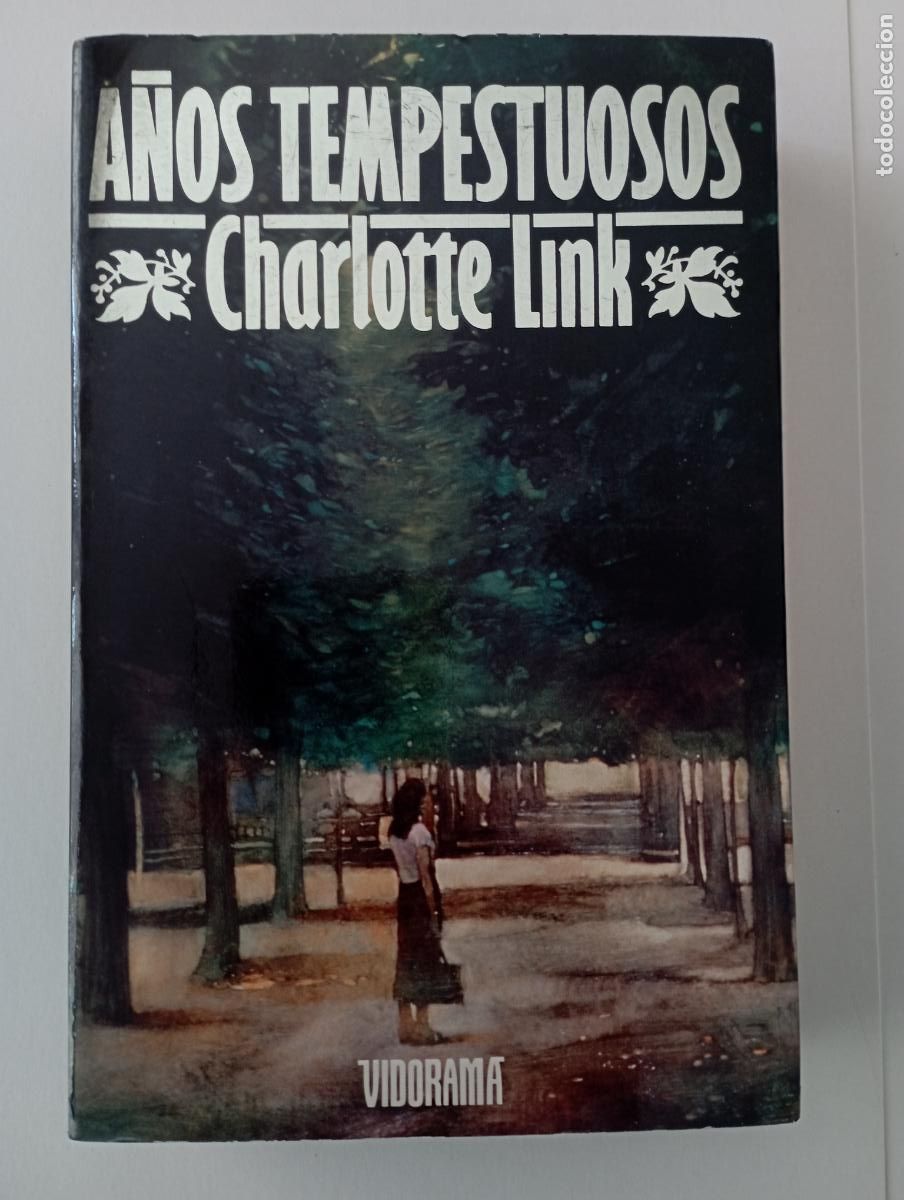 AÑOS TEMPESTUOSOS
Charlotte Link
VIDORAMA
todocoleccion